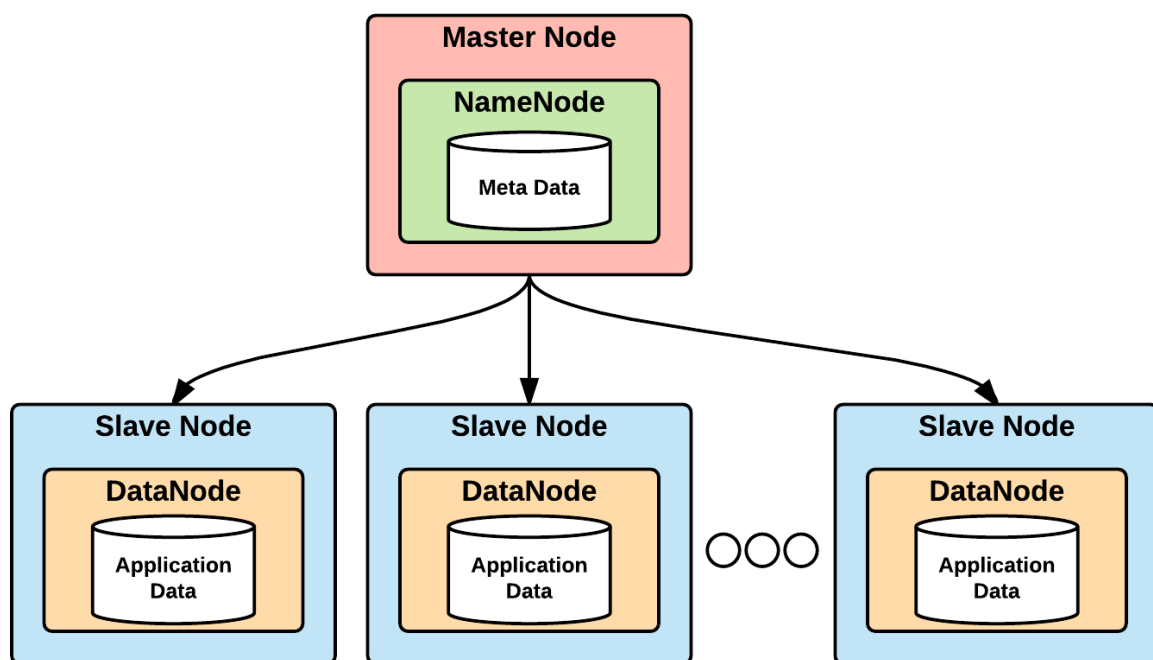 Master Node
NameNode
Meta Data
Slave Node
DataNode
Application
Data
Slave Node
DataNode
Application
Data
Slave Node
DataNode
Application
Data